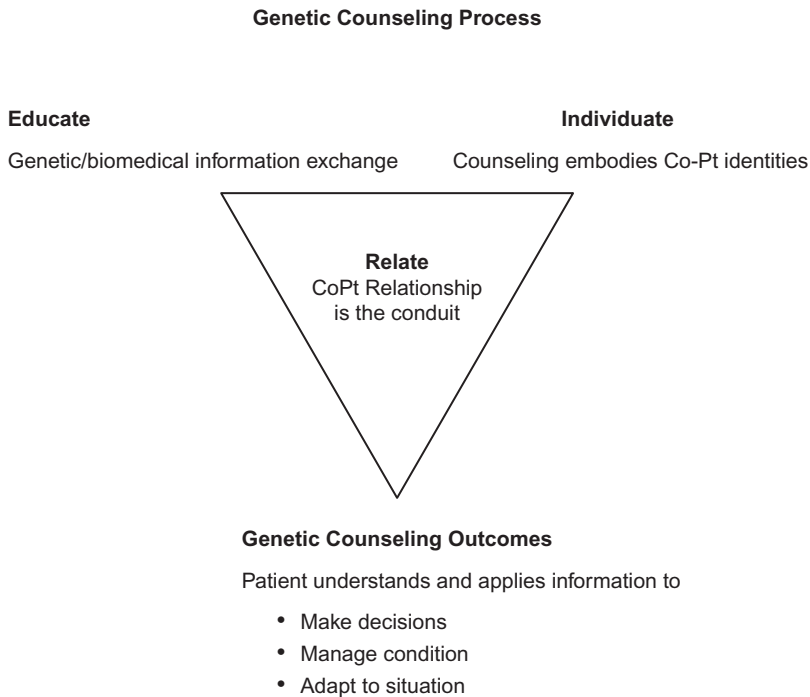 Genetic Counseling Process
Educate
Genetic/biomedical information exchange
Individuate
Counseling embodies Co-Pt identities
Relate
CoPt Relationship
is the conduit
Genetic Counseling Outcomes
Patient understands and applies information to
• Make decisions
• Manage condition
• Adapt to situation